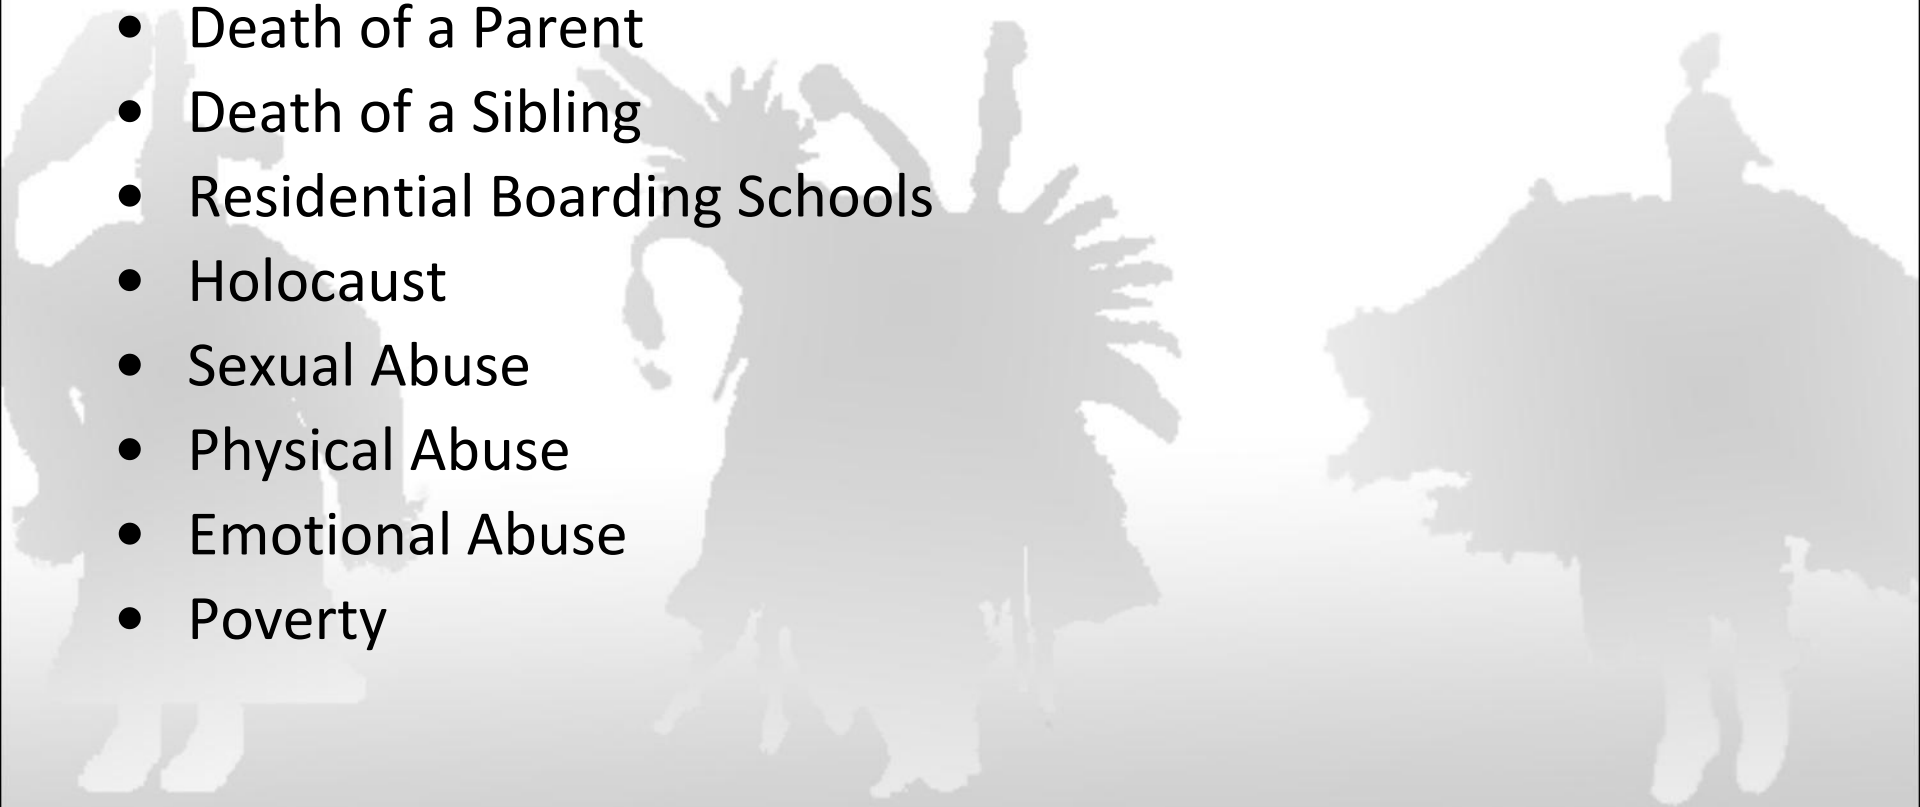 • Death of a Parent
• Death of a Sibling
• Residential Boarding Schools
• Holocaust
• Sexual Abuse
• Physical Abuse
• Emotional Abuse
• Poverty